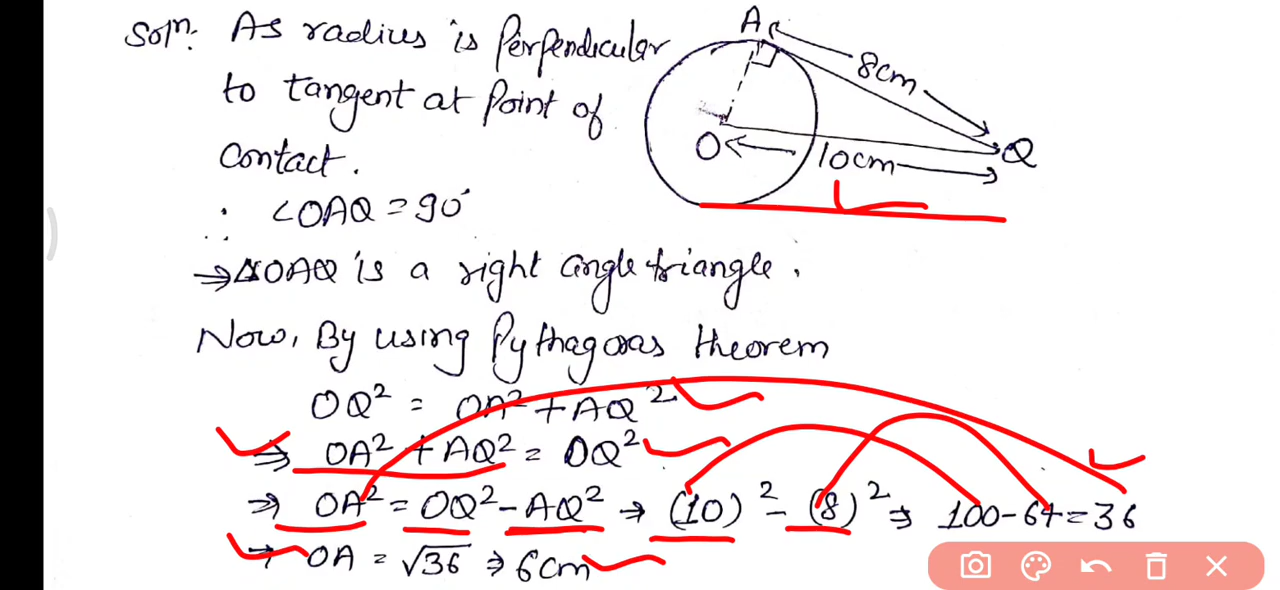 Soln: As radius is Perpendicular
to tangent at Point of
Contact.
∴ ∠OAQ = 90°
⇒ △OAQ is a right angle triangle.
Now, By using Pythagoras theorem
OQ² = OA² + AQ²
⇒ OA² + AQ² = OQ²
⇒ OA² = OQ² - AQ² → (10)² - (8)² ⇒ 100 - 64 = 36
→ OA = √36 ⇒ 6cm
A
8cm
O
10cm
Q